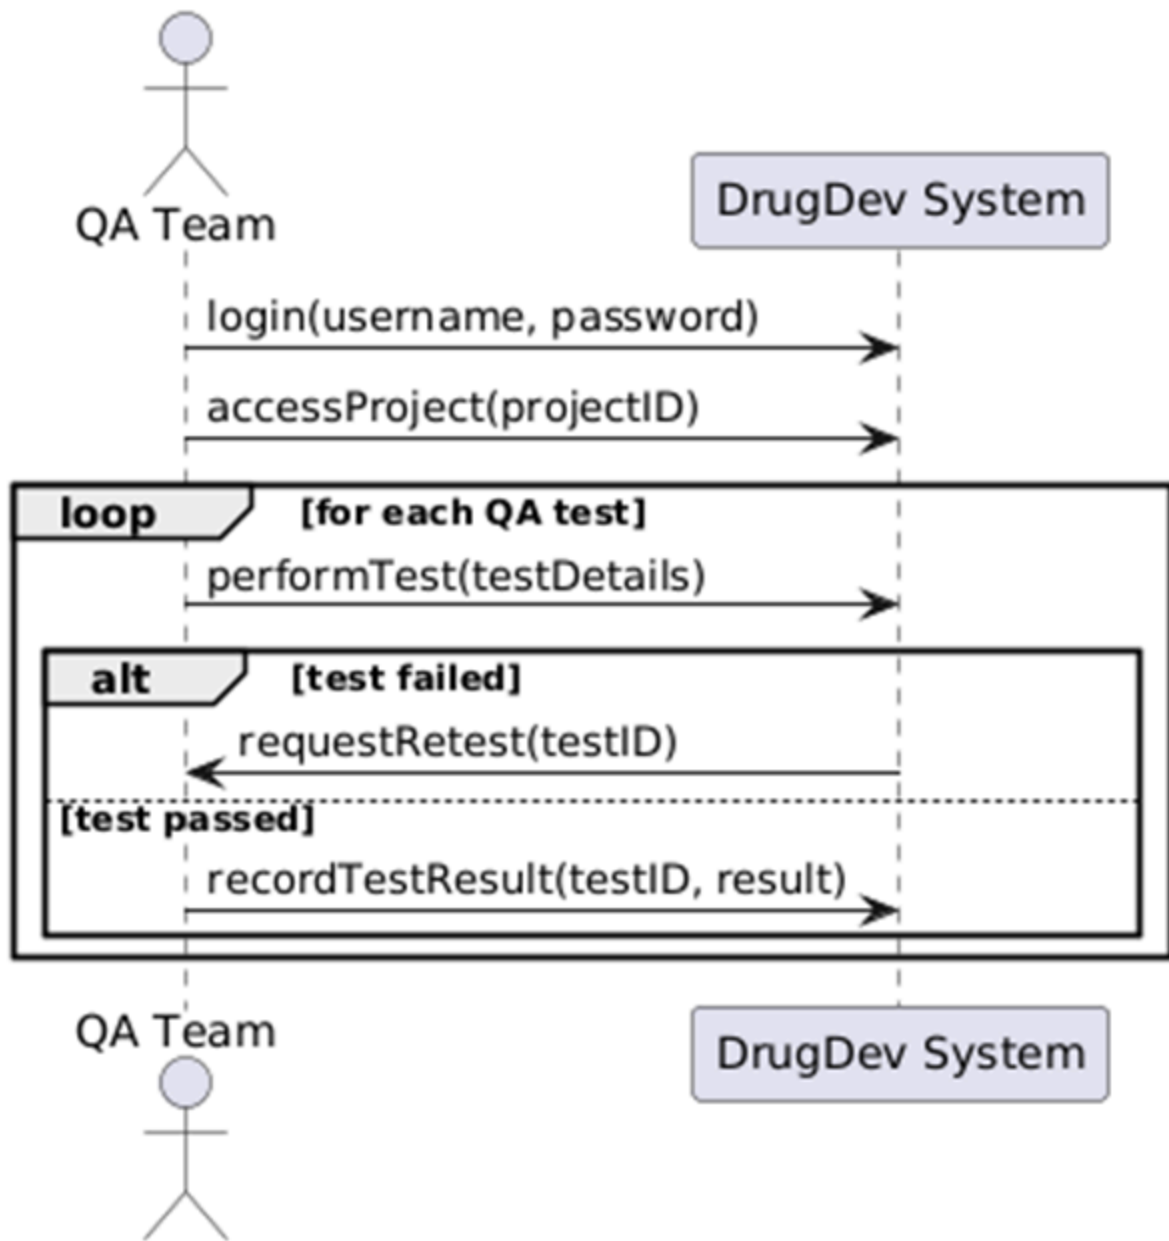 QA Team
DrugDev System
login(username, password)
accessProject(projectID)
loop [for each QA test]
performTest(testDetails)
alt [test failed]
requestRetest(testID)
[test passed]
recordTestResult(testID, result)
QA Team
DrugDev System